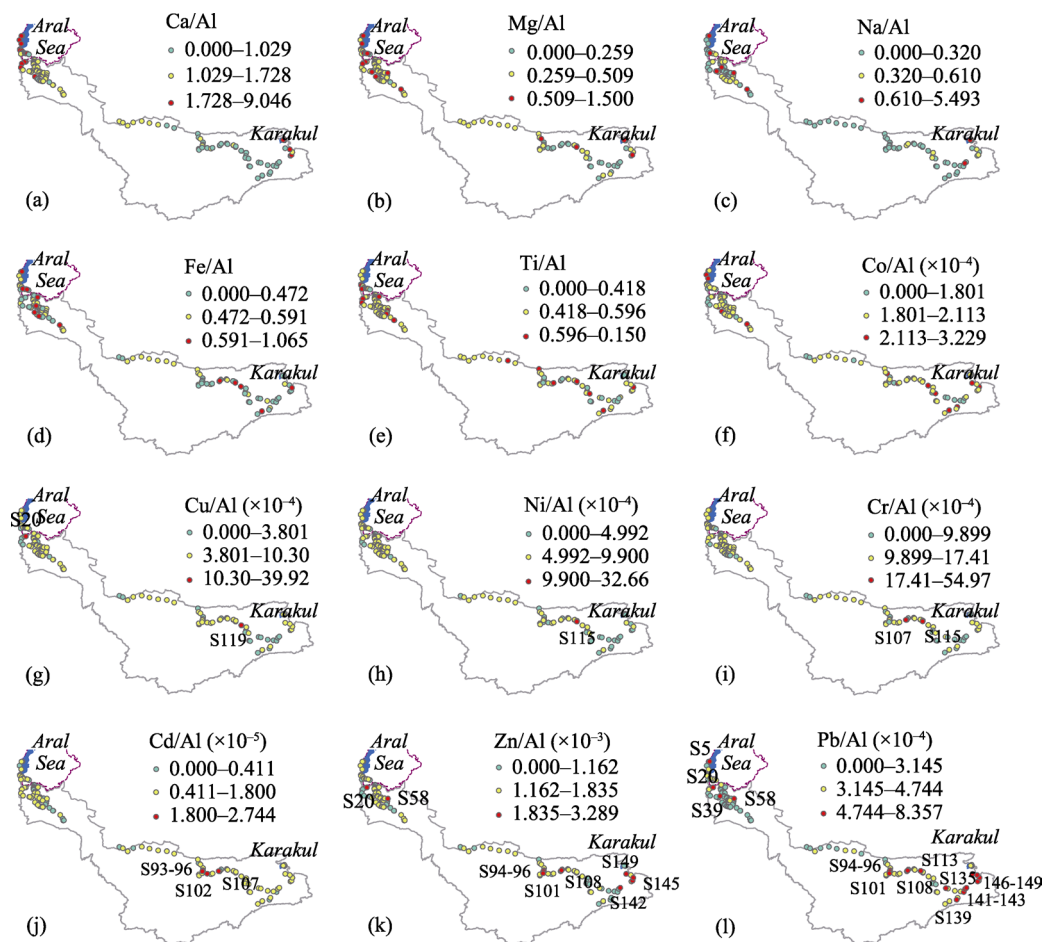 Aral
Sea
Ca/Al
0.000–1.029
1.029–1.728
1.728–9.046
Karakul
(a)
Aral
Sea
Mg/Al
0.000–0.259
0.259–0.509
0.509–1.500
Karakul
(b)
Aral
Sea
Na/Al
0.000–0.320
0.320–0.610
0.610–5.493
Karakul
(c)
Aral
Sea
Fe/Al
0.000–0.472
0.472–0.591
0.591–1.065
Karakul
(d)
Aral
Sea
Ti/Al
0.000–0.418
0.418–0.596
0.596–0.150
Karakul
(e)
Aral
Sea
Co/Al (×10⁻⁴)
0.000–1.801
1.801–2.113
2.113–3.229
Karakul
(f)
Aral
S20 Sea
Cu/Al (×10⁻⁴)
0.000–3.801
3.801–10.30
10.30–39.92
Karakul
S119
(g)
Aral
Sea
Ni/Al (×10⁻⁴)
0.000–4.992
4.992–9.900
9.900–32.66
Karakul
S115
(h)
Aral
Sea
Cr/Al (×10⁻⁴)
0.000–9.899
9.899–17.41
17.41–54.97
Karakul
S107 S115
(i)
Aral
Sea
Cd/Al (×10⁻⁵)
0.000–0.411
0.411–1.800
1.800–2.744
Karakul
S93-96
S107
S102
(j)
Aral
Sea
Zn/Al (×10⁻³)
0.000–1.162
1.162–1.835
1.835–3.289
S20 S58
Karakul
S149
S94-96
S108 S145
S101
S142
(k)
Aral
S5
Sea
S20
Pb/Al (×10⁻⁴)
0.000–3.145
3.145–4.744
4.744–8.357
S58
S39
Karakul
S113
S94-96
S135
S101 S108 146-149
141-143
S139
(l)